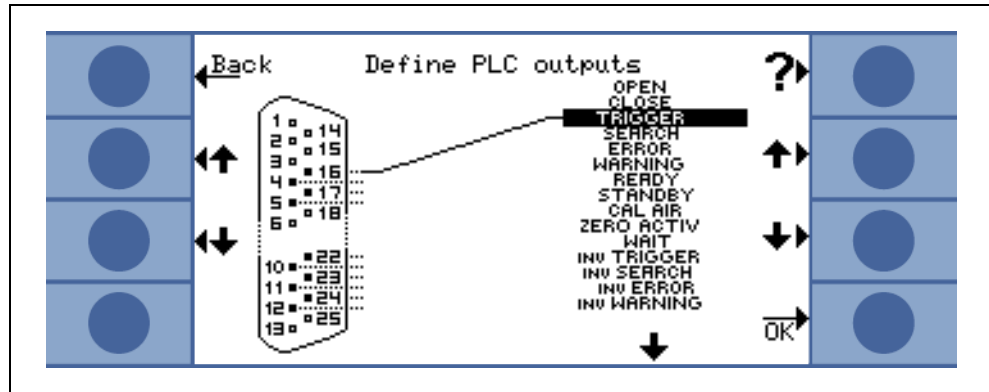 Back
Define PLC outputs
?
OPEN
CLOSE
TRIGGER
SEARCH
ERROR
WARNING
READY
STANDBY
CAL AIR
ZERO ACTIV
WAIT
INV TRIGGER
INV SEARCH
INV ERROR
INV WARNING
1
14
2
15
3
16
4
17
5
18
6
22
10
23
11
24
12
25
13
OK